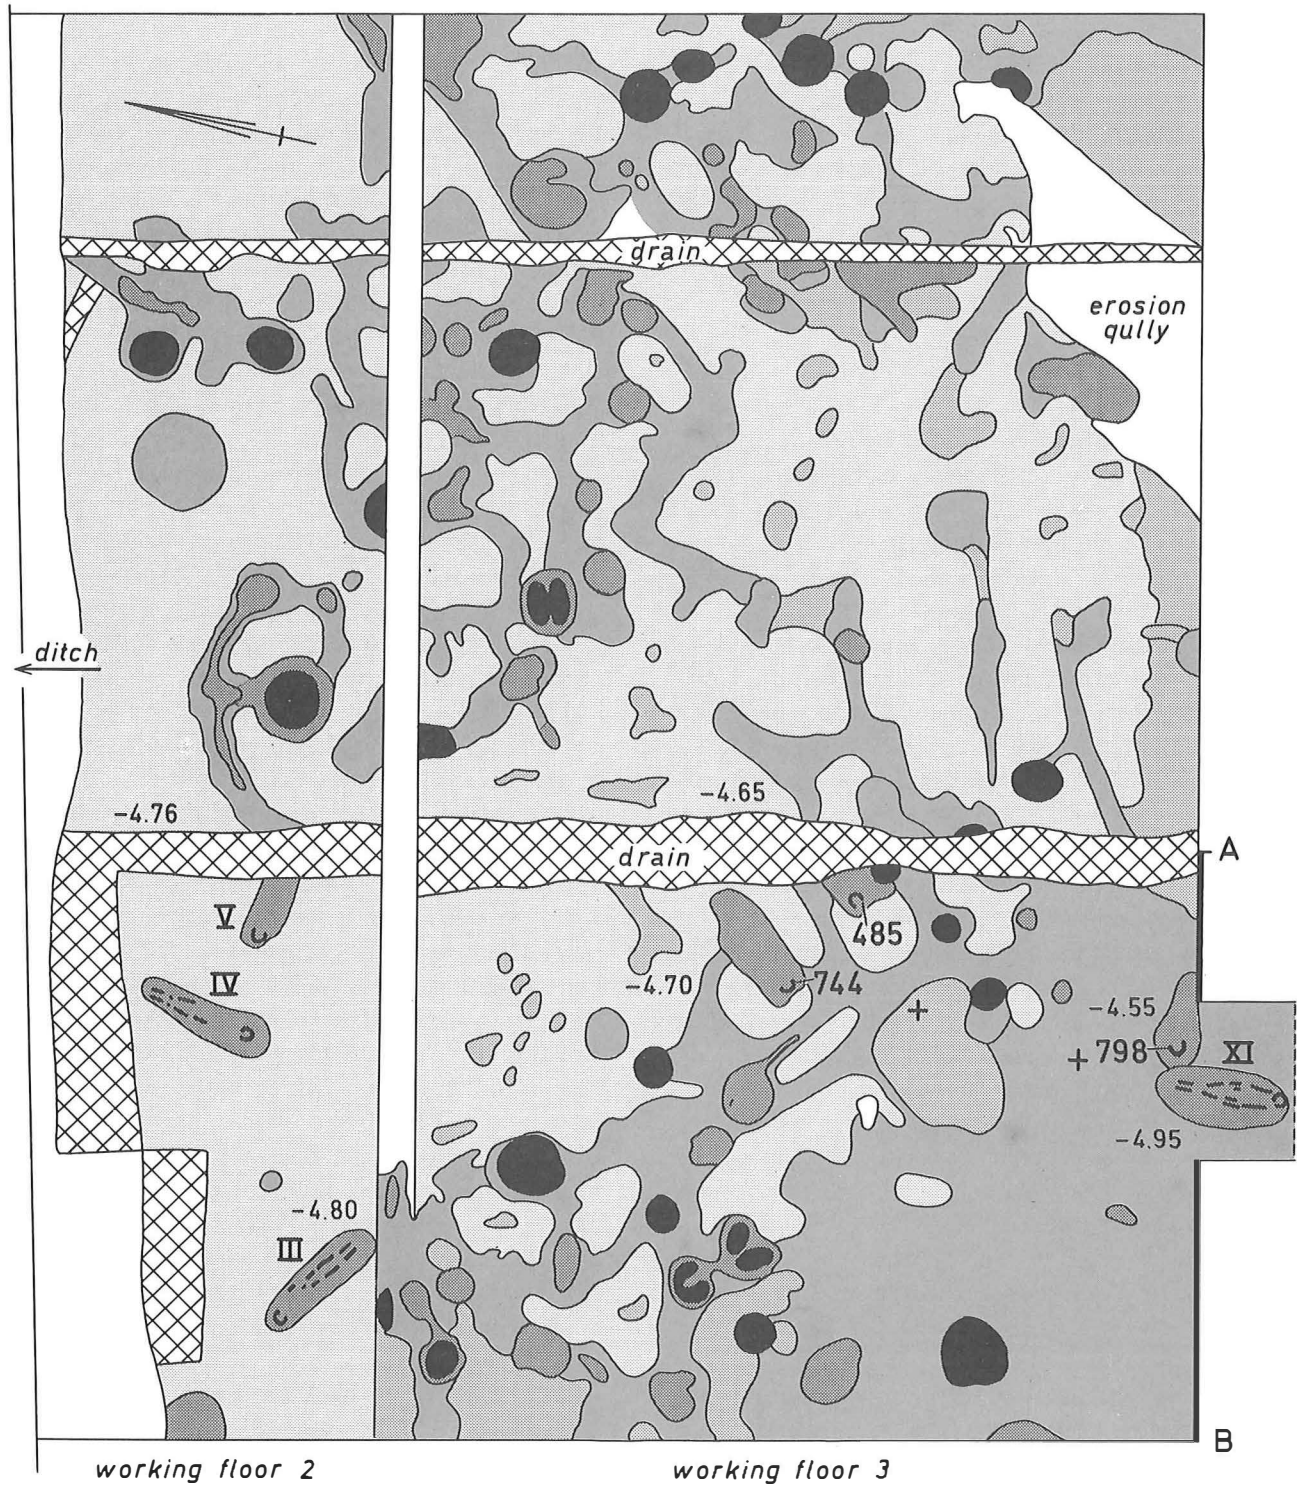 drain
erosion
qully
ditch
-4.76
-4.65
drain
A
V
485
IV
-4.70
744
-4.55
+
+ 798
XI
-4.95
-4.80
III
B
working floor 2
working floor 3